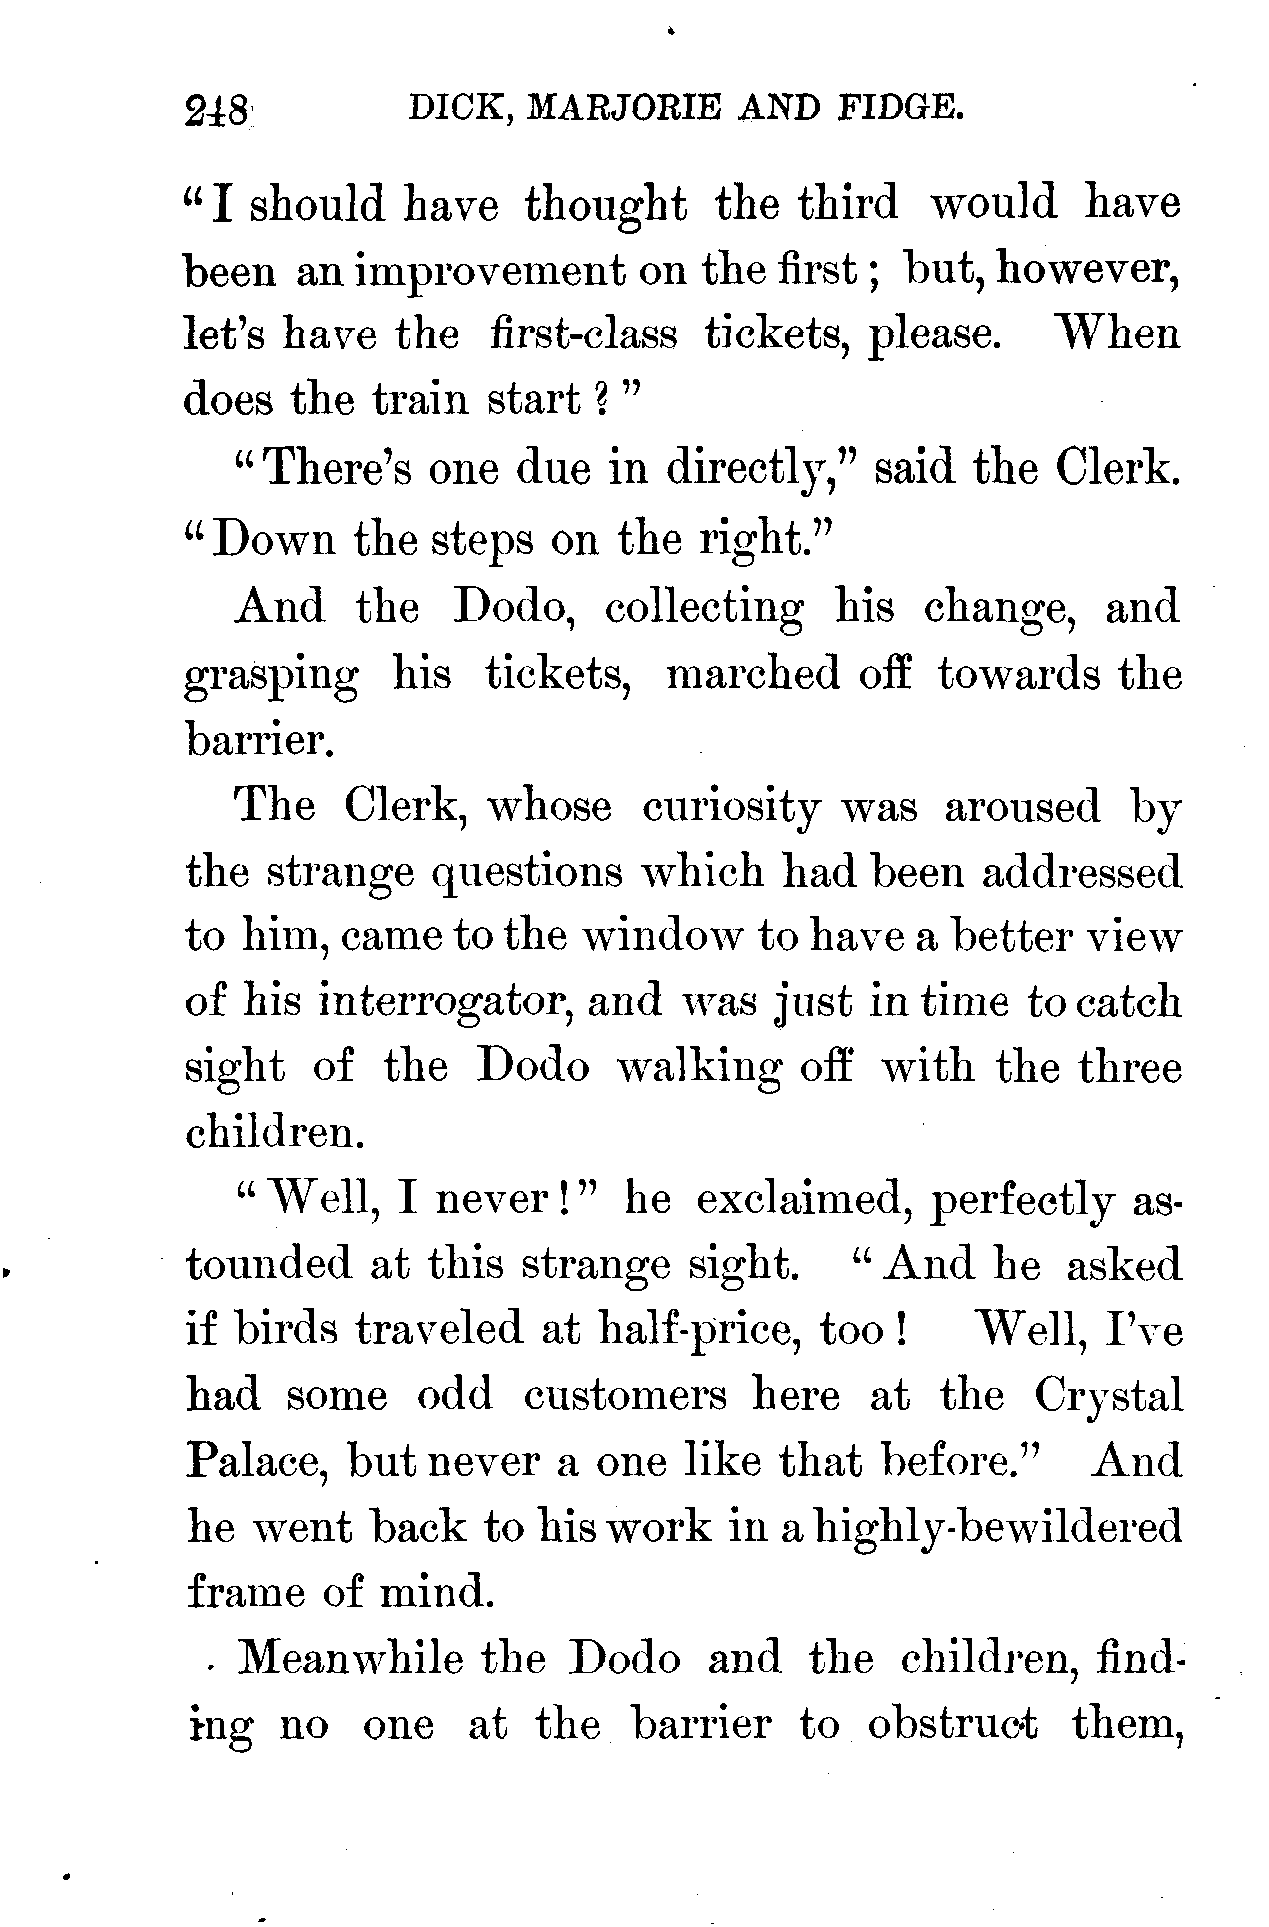 248 DICK, MARJORIE AND FIDGE.
“I should have thought the third would have
been an improvement on the first; but, however,
let's have the first-class tickets, please. When
does the train start?”
“There's one due in directly,” said the Clerk.
“Down the steps on the right.”
And the Dodo, collecting his change, and
grasping his tickets, marched off towards the
barrier.
The Clerk, whose curiosity was aroused by
the strange questions which had been addressed
to him, came to the window to have a better view
of his interrogator, and was just in time to catch
sight of the Dodo walking off with the three
children.
“Well, I never!” he exclaimed, perfectly as-
tounded at this strange sight. “And he asked
if birds traveled at half-price, too! Well, I've
had some odd customers here at the Crystal
Palace, but never a one like that before.” And
he went back to his work in a highly-bewildered
frame of mind.
Meanwhile the Dodo and the children, find-
ing no one at the barrier to obstruct them,